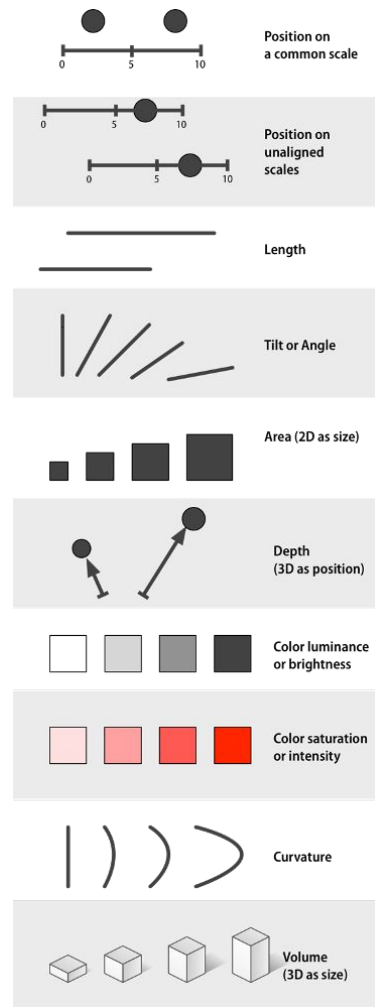 Position on
a common scale
0 5 10
Position on
unaligned
scales
0 5 10
0 5 10
Length
Tilt or Angle
Area (2D as size)
Depth
(3D as position)
Color luminance
or brightness
Color saturation
or intensity
Curvature
Volume
(3D as size)